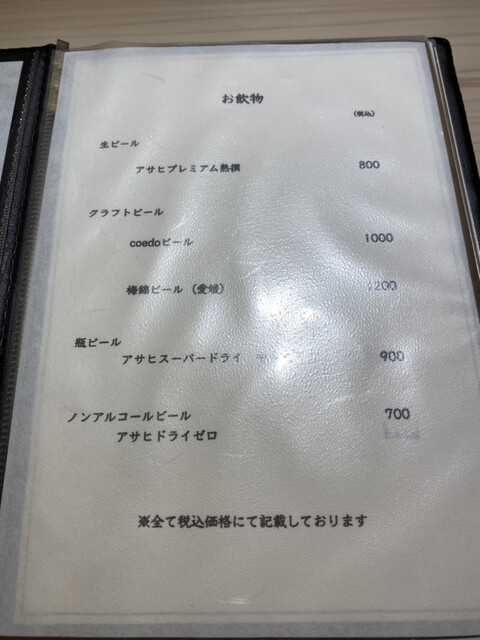 お飲物
(税込)
生ビール
アサヒプレミアム熟撰 800
クラフトビール
coedoビール 1000
梅錦ビール (愛媛) 1200
瓶ビール
アサヒスーパードライ 900
ノンアルコールビール 700
アサヒドライゼロ
※全て税込価格にて記載しております